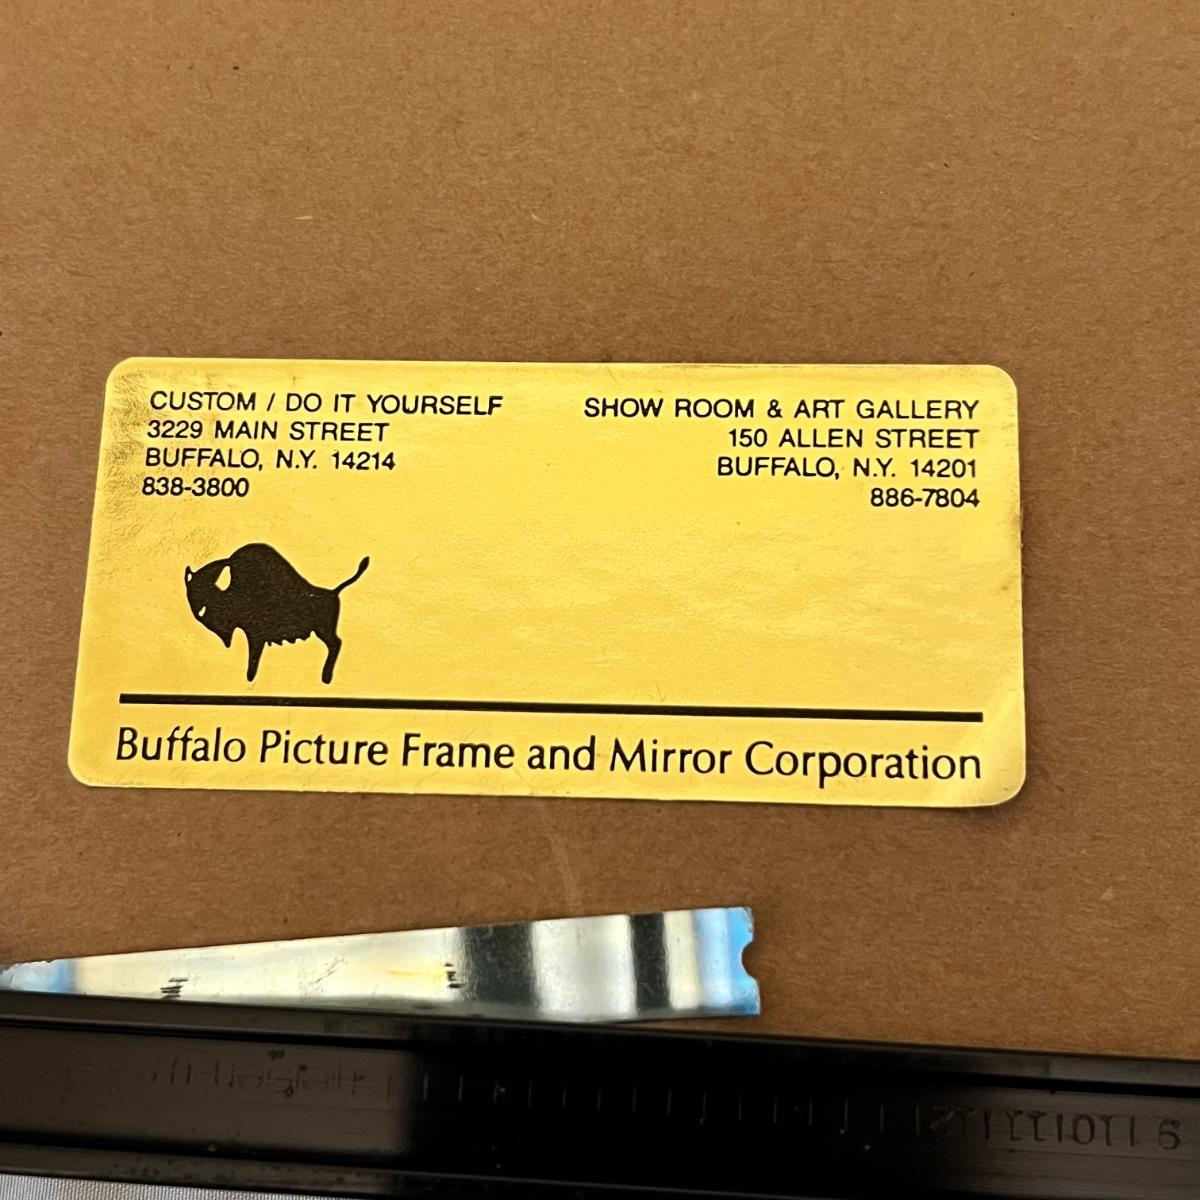 CUSTOM / DO IT YOURSELF
3229 MAIN STREET
BUFFALO, N.Y. 14214
838-3800
SHOW ROOM & ART GALLERY
150 ALLEN STREET
BUFFALO, N.Y. 14201
886-7804
Buffalo Picture Frame and Mirror Corporation